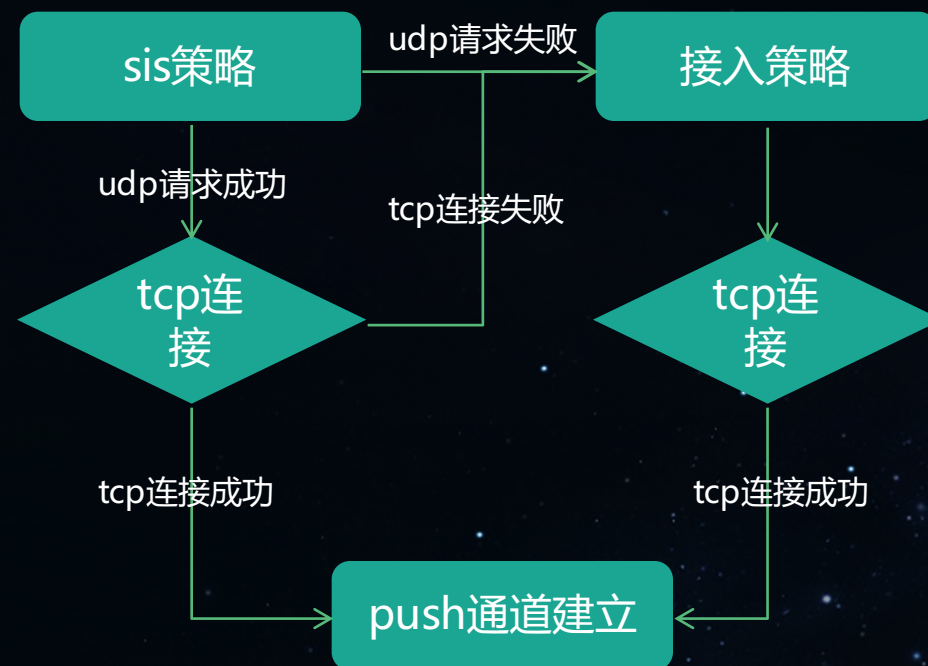 sis策略
udp请求失败
接入策略
udp请求成功
tcp连接失败
tcp连
接
tcp连
接
tcp连接成功
tcp连接成功
push通道建立